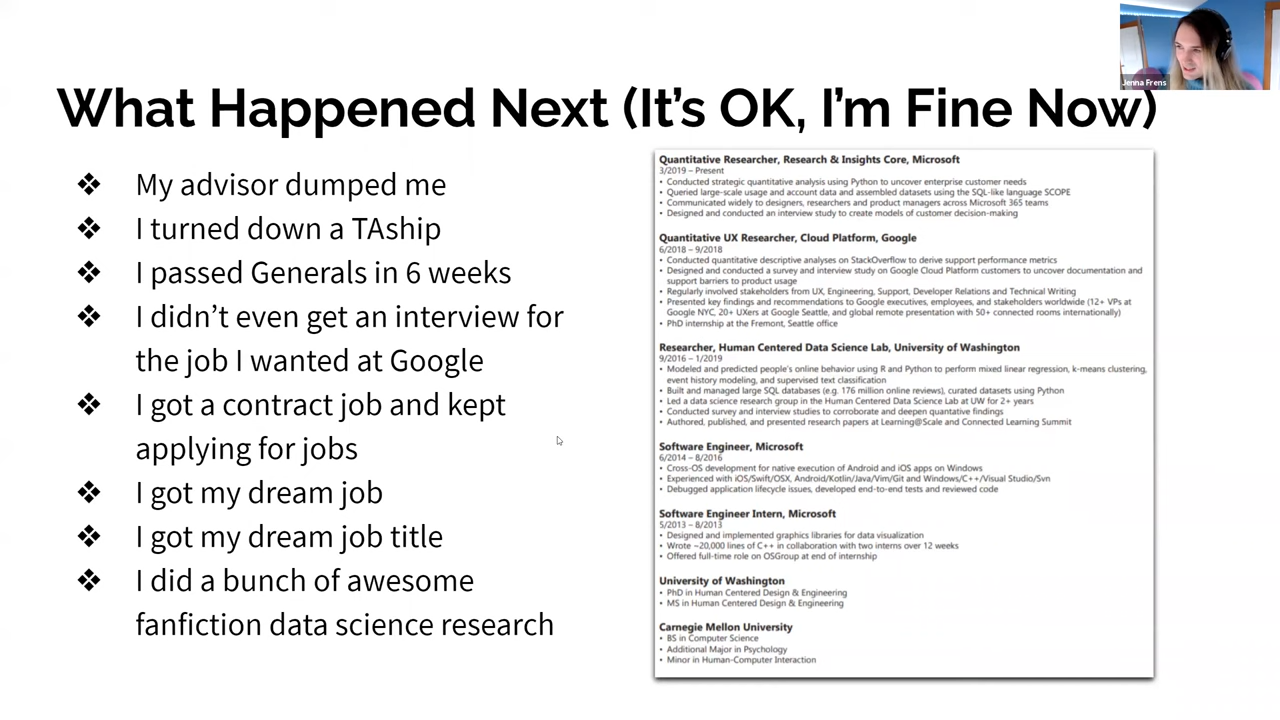 Jenna Frens
What Happened Next (It's OK, I'm Fine Now)
❖ My advisor dumped me
❖ I turned down a TAship
❖ I passed Generals in 6 weeks
❖ I didn't even get an interview for
the job I wanted at Google
❖ I got a contract job and kept
applying for jobs
❖ I got my dream job
❖ I got my dream job title
❖ I did a bunch of awesome
fanfiction data science research
Quantitative Researcher, Research & Insights Core, Microsoft
3/2019 – Present
• Conducted strategic quantitative analysis using Python to uncover enterprise customer needs
• Queried large-scale usage and account data and assembled datasets using the SQL-like language SCOPE
• Communicated widely to designers, researchers and product managers across Microsoft 365 teams
• Designed and conducted an interview study to create models of customer decision-making
Quantitative UX Researcher, Cloud Platform, Google
6/2018 – 9/2018
• Conducted quantitative descriptive analyses on StackOverflow to derive support performance metrics
• Designed and conducted a survey and interview study on Google Cloud Platform customers to uncover documentation and
support barriers to product usage
• Regularly involved stakeholders from UX, Engineering, Support, Developer Relations and Technical Writing
• Presented key findings and recommendations to Google executives, employees, and stakeholders worldwide (12+ VPs at
Google NYC, 20+ UXers at Google Seattle, and global remote presentation with 50+ connected rooms internationally)
• PhD internship at the Fremont, Seattle office
Researcher, Human Centered Data Science Lab, University of Washington
9/2016 – 1/2019
• Modeled and predicted people's online behavior using R and Python to perform mixed linear regression, k-means clustering,
event history modeling, and supervised text classification
• Built and managed large SQL databases (e.g. 176 million online reviews), curated datasets using Python
• Led a data science research group in the Human Centered Data Science Lab at UW for 2+ years
• Conducted survey and interview studies to corroborate and deepen quantative findings
• Authored, published, and presented research papers at Learning@Scale and Connected Learning Summit
Software Engineer, Microsoft
6/2014 – 8/2016
• Cross-OS development for native execution of Android and iOS apps on Windows
• Experienced with iOS/Swift/OSX, Android/Kotlin/Java/Vim/Git and Windows/C++/Visual Studio/Svn
• Debugged application lifecycle issues, developed end-to-end tests and reviewed code
Software Engineer Intern, Microsoft
5/2013 – 8/2013
• Designed and implemented graphics libraries for data visualization
• Wrote ~20,000 lines of C++ in collaboration with two interns over 12 weeks
• Offered full-time role on OSGroup at end of internship
University of Washington
• PhD in Human Centered Design & Engineering
• MS in Human Centered Design & Engineering
Carnegie Mellon University
• BS in Computer Science
• Additional Major in Psychology
• Minor in Human-Computer Interaction